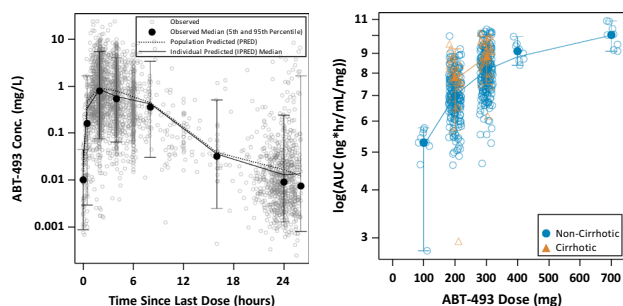 10
1
0.1
0.01
0.001
ABT-493 Conc. (mg/L)
0
4
8
12
16
24
Time Since Last Dose (hours)
Observed
Observed Median (5th and 95th Percentile)
Population Predicted (PRED)
Individual Predicted (IPRED) Median
11
10
9
8
7
6
5
4
3
log(AUC (ng*hr/mL/mg))
0
100
200
300
400
500
600
700
ABT-493 Dose (mg)
Non-Cirrhotic
Cirrhotic